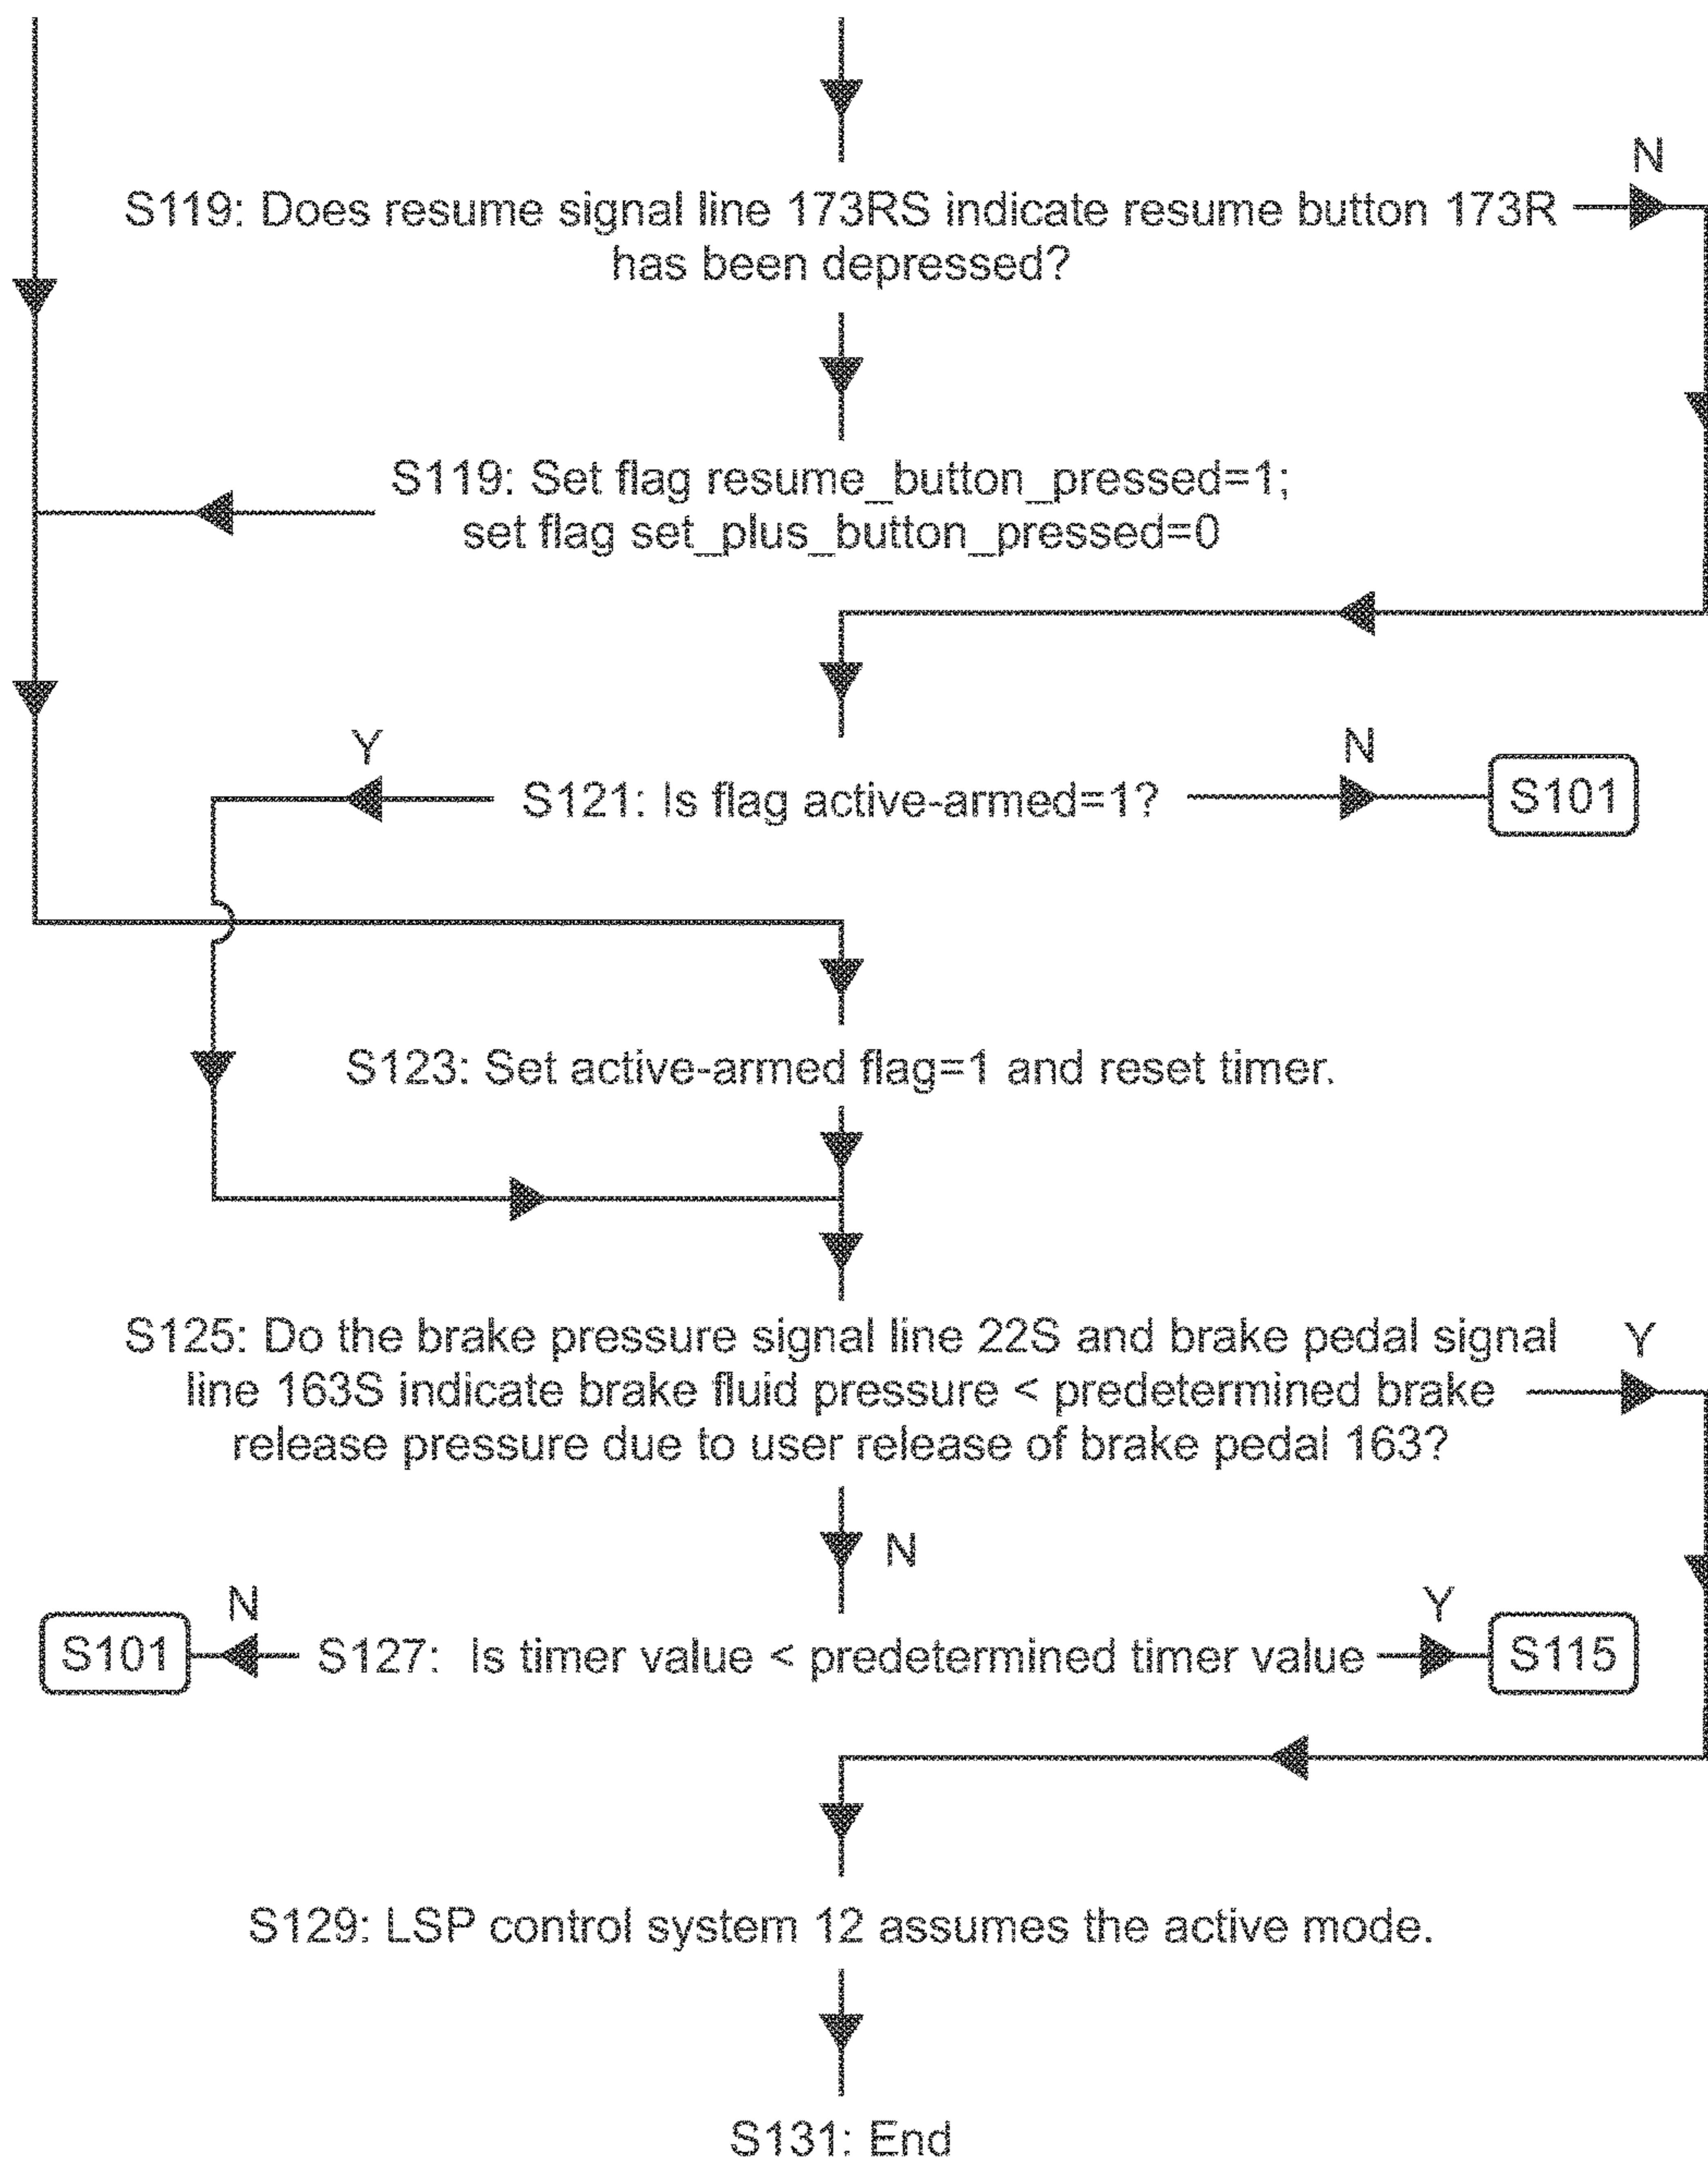 N
S119: Does resume signal line 173RS indicate resume button 173R
has been depressed?
S119: Set flag resume_button_pressed=1;
set flag set_plus_button_pressed=0
Y
N
S121: Is flag active-armed=1?
S101
S123: Set active-armed flag=1 and reset timer.
S125: Do the brake pressure signal line 22S and brake pedal signal
line 163S indicate brake fluid pressure < predetermined brake
release pressure due to user release of brake pedal 163?
Y
N
N
Y
S101
S127: Is timer value < predetermined timer value
S115
S129: LSP control system 12 assumes the active mode.
S131: End